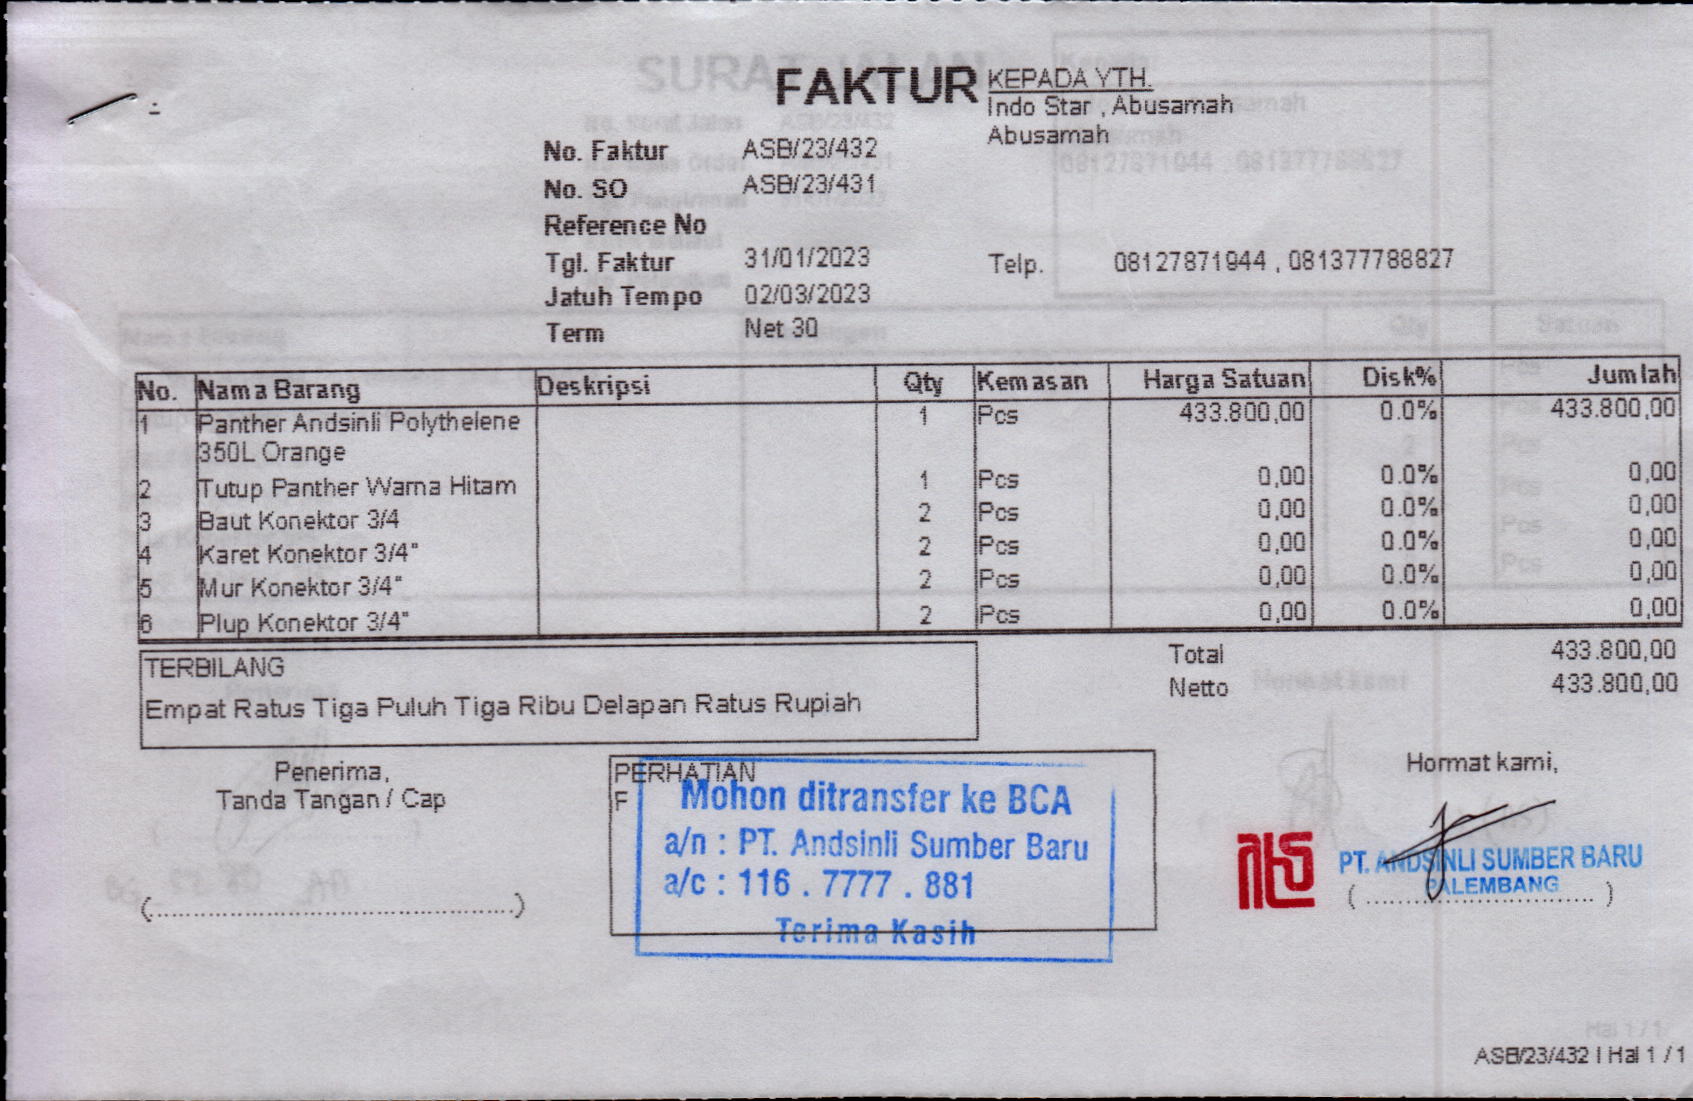 FAKTUR
KEPADA YTH.
Indo Star , Abusamah
Abusamah
No. Faktur ASB/23/432
No. SO ASB/23/431
Reference No
Tgl. Faktur 31/01/2023
Telp. 08127871944 , 081377788827
Jatuh Tempo 02/03/2023
Term Net 30
No. Nama Barang Deskripsi Qty Kemasan Harga Satuan Disk% Jumlah
1 Panther Andsinli Polythelene 1 Pcs 433.800,00 0.0% 433.800,00
350L Orange
2 Tutup Panther Warna Hitam 1 Pcs 0,00 0.0% 0,00
3 Baut Konektor 3/4 2 Pcs 0,00 0.0% 0,00
4 Karet Konektor 3/4" 2 Pcs 0,00 0.0% 0,00
5 Mur Konektor 3/4" 2 Pcs 0,00 0.0% 0,00
6 Plup Konektor 3/4" 2 Pcs 0,00 0.0% 0,00
Total 433.800,00
Netto 433.800,00
TERBILANG
Empat Ratus Tiga Puluh Tiga Ribu Delapan Ratus Rupiah
Penerima,
Tanda Tangan / Cap
(........................................)
PERHATIAN
F
Mohon ditransfer ke BCA
a/n : PT. Andsinli Sumber Baru
a/c : 116 . 7777 . 881
Terima Kasih
Hormat kami,
PT. ANDSINLI SUMBER BARU
PALEMBANG
( .............................. )
ASB/23/432 | Hal 1 / 1